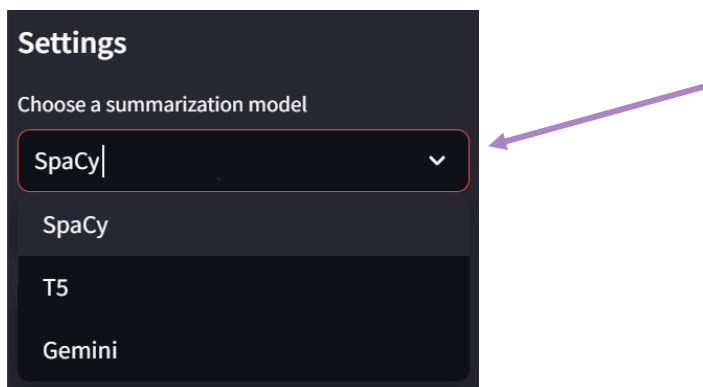 Settings
Choose a summarization model
SpaCy
SpaCy
T5
Gemini